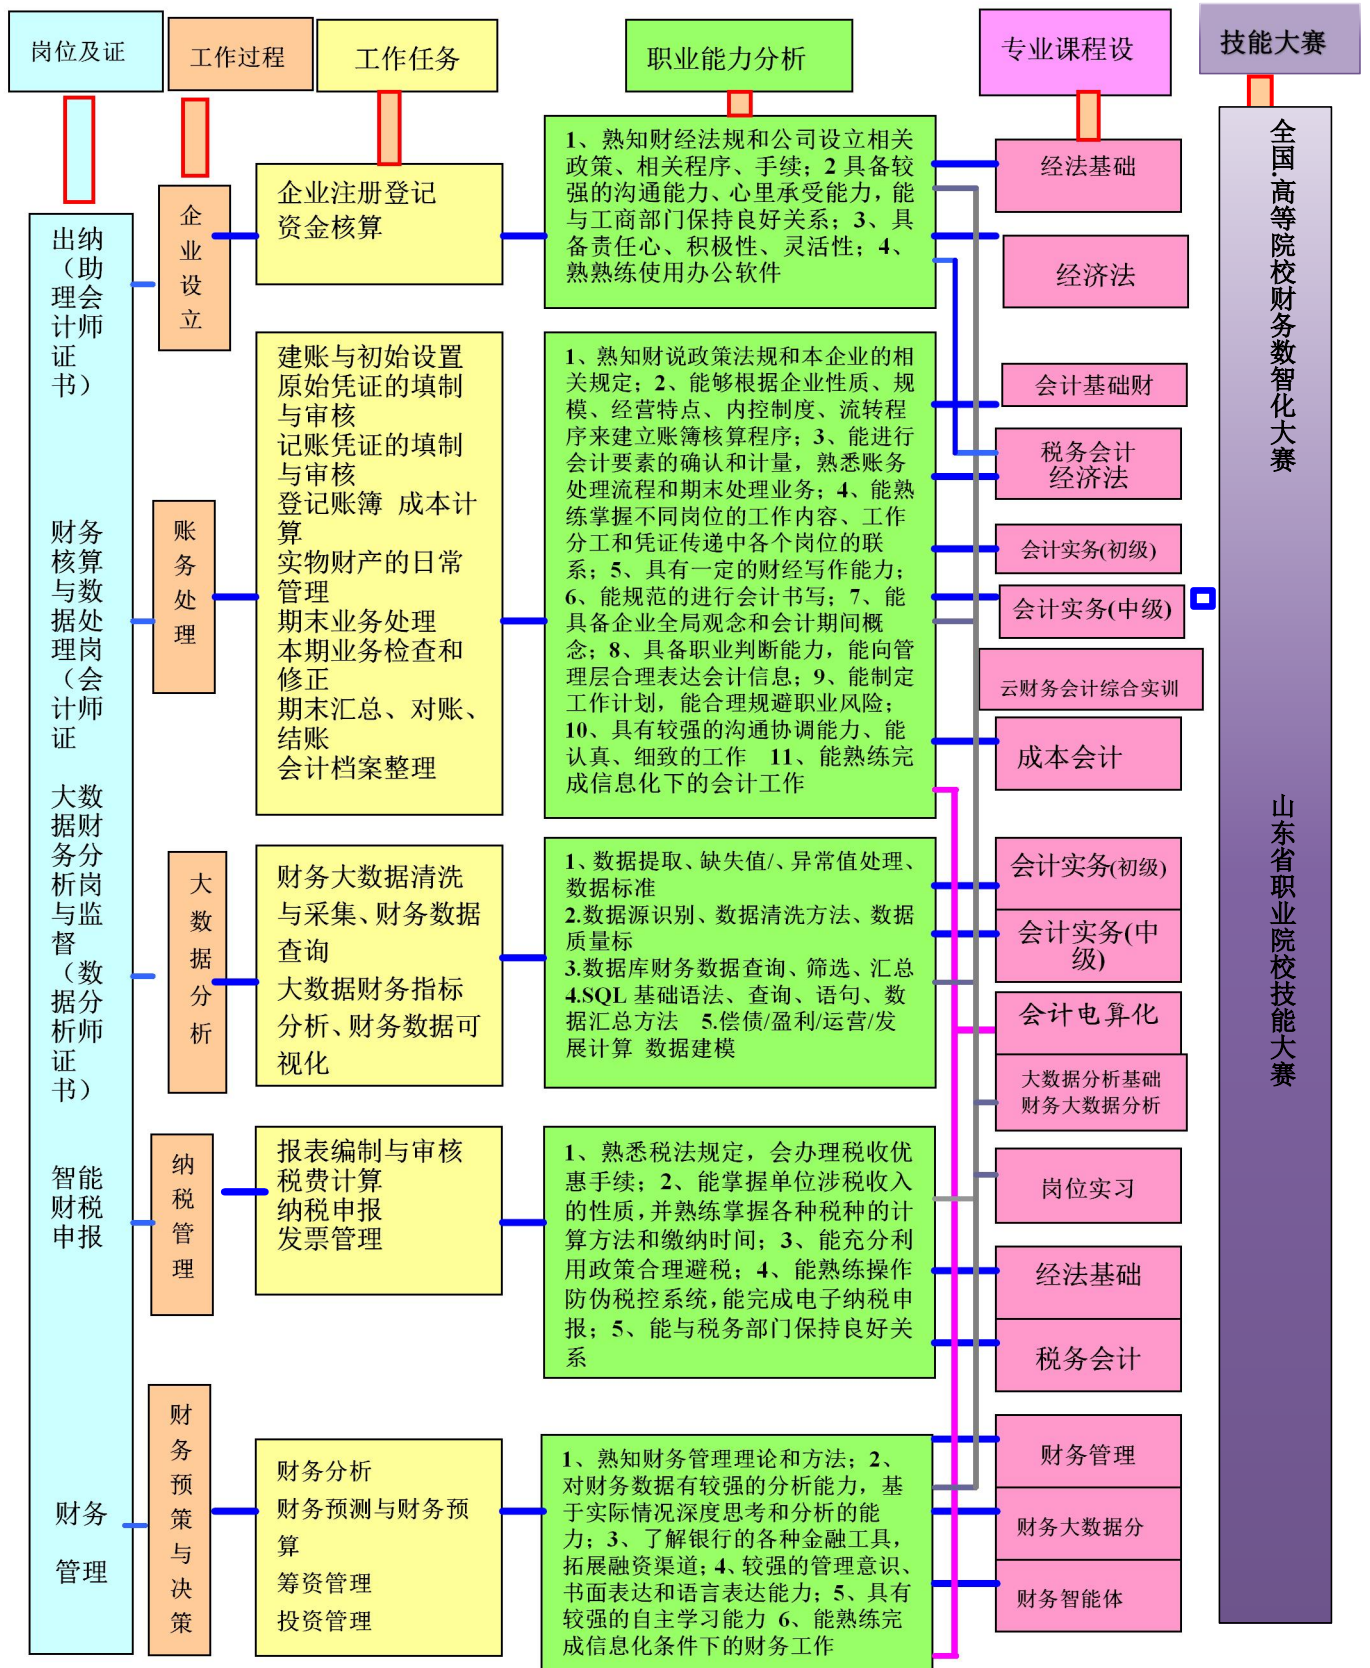 岗位及证
工作过程
工作任务
职业能力分析
专业课程设
技能大赛
出纳
（助
理会
计师
证
书）
财务
核算
与数
据处
理岗
（会
计师
证
大数
据财
务分
析岗
与监
督
（数
据分
析师
证
书）
智能
财税
申报
财务
管理
企
业
设
立
账
务
处
理
大
数
据
分
析
纳
税
管
理
财
务
预
策
与
决
策
企业注册登记
资金核算
建账与初始设置
原始凭证的填制
与审核
记账凭证的填制
与审核
登记账簿 成本计
算
实物财产的日常
管理
期末业务处理
本期业务检查和
修正
期末汇总、对账、
结账
会计档案整理
财务大数据清洗
与采集、财务数据
查询
大数据财务指标
分析、财务数据可
视化
报表编制与审核
税费计算
纳税申报
发票管理
财务分析
财务预测与财务预
算
筹资管理
投资管理
1、熟知财经法规和公司设立相关
政策、相关程序、手续；2 具备较
强的沟通能力、心里承受能力，能
与工商部门保持良好关系；3、具
备责任心、积极性、灵活性；4、
熟熟练使用办公软件
1、熟知财说政策法规和本企业的相
关规定；2、能够根据企业性质、规
模、经营特点、内控制度、流转程
序来建立账簿核算程序；3、能进行
会计要素的确认和计量，熟悉账务
处理流程和期末处理业务；4、能熟
练掌握不同岗位的工作内容、工作
分工和凭证传递中各个岗位的联
系；5、具有一定的财经写作能力；
6、能规范的进行会计书写；7、能
具备企业全局观念和会计期间概
念；8、具备职业判断能力，能向管
理层合理表达会计信息；9、能制定
工作计划，能合理规避职业风险；
10、具有较强的沟通协调能力、能
认真、细致的工作 11、能熟练完
成信息化下的会计工作
1、数据提取、缺失值/、异常值处理、
数据标准
2.数据源识别、数据清洗方法、数据
质量标
3.数据库财务数据查询、筛选、汇总
4.SQL 基础语法、查询、语句、数
据汇总方法 5.偿债/盈利/运营/发
展计算 数据建模
1、熟悉税法规定，会办理税收优
惠手续；2、能掌握单位涉税收入
的性质，并熟练掌握各种税种的计
算方法和缴纳时间；3、能充分利
用政策合理避税；4、能熟练操作
防伪税控系统，能完成电子纳税申
报；5、能与税务部门保持良好关
系
1、熟知财务管理理论和方法；2、
对财务数据有较强的分析能力，基
于实际情况深度思考和分析的能
力；3、了解银行的各种金融工具，
拓展融资渠道；4、较强的管理意识、
书面表达和语言表达能力；5、具有
较强的自主学习能力 6、能熟练完
成信息化条件下的财务工作
经法基础
经济法
会计基础财
税务会计
经济法
会计实务(初级)
会计实务(中级)
云财务会计综合实训
成本会计
会计实务(初级)
会计实务(中
级)
会计电算化
大数据分析基础
财务大数据分析
岗位实习
经法基础
税务会计
财务管理
财务大数据分
财务智能体
全国.高等院校财务数智化大赛
山东省职业院校技能大赛